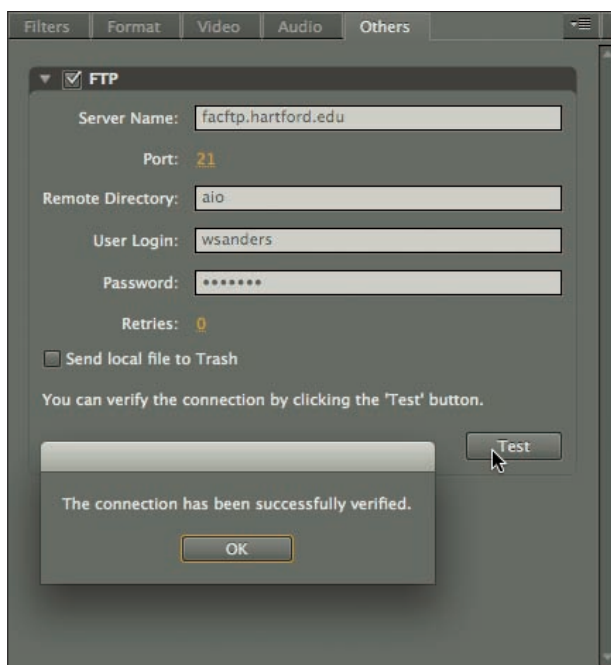 Filters Format Video Audio Others
FTP
Server Name: facftp.hartford.edu
Port: 21
Remote Directory: aio
User Login: wsanders
Password: •••••••
Retries: 0
Send local file to Trash
You can verify the connection by clicking the 'Test' button.
Test
The connection has been successfully verified.
OK